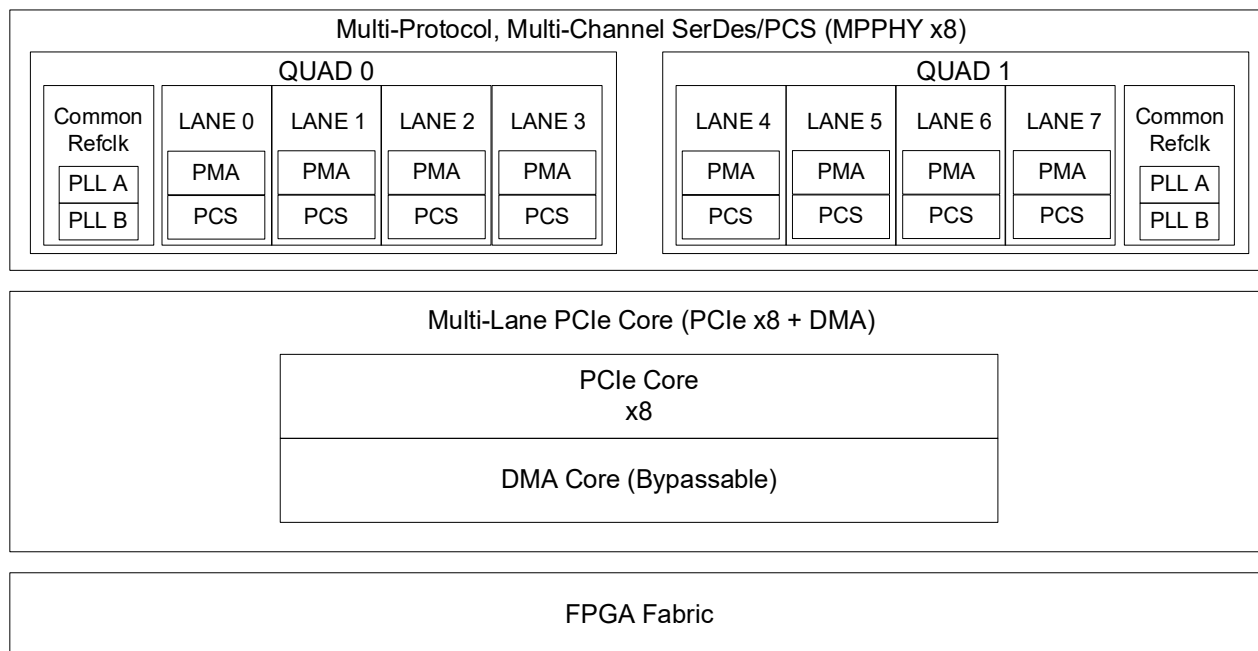 Multi-Protocol, Multi-Channel SerDes/PCS (MPPHY x8)
QUAD 0
Common
Refclk
PLL A
PLL B
LANE 0
PMA
PCS
LANE 1
PMA
PCS
LANE 2
PMA
PCS
LANE 3
PMA
PCS
QUAD 1
LANE 4
PMA
PCS
LANE 5
PMA
PCS
LANE 6
PMA
PCS
LANE 7
PMA
PCS
Common
Refclk
PLL A
PLL B
Multi-Lane PCIe Core (PCIe x8 + DMA)
PCIe Core
x8
DMA Core (Bypassable)
FPGA Fabric